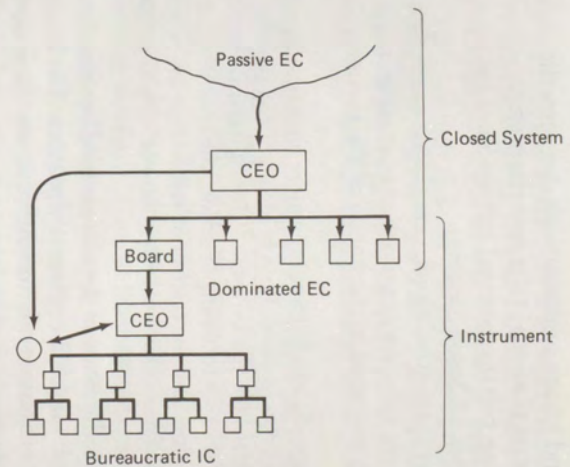 Passive EC
Closed System
CEO
Board
Dominated EC
CEO
Instrument
Bureaucratic IC